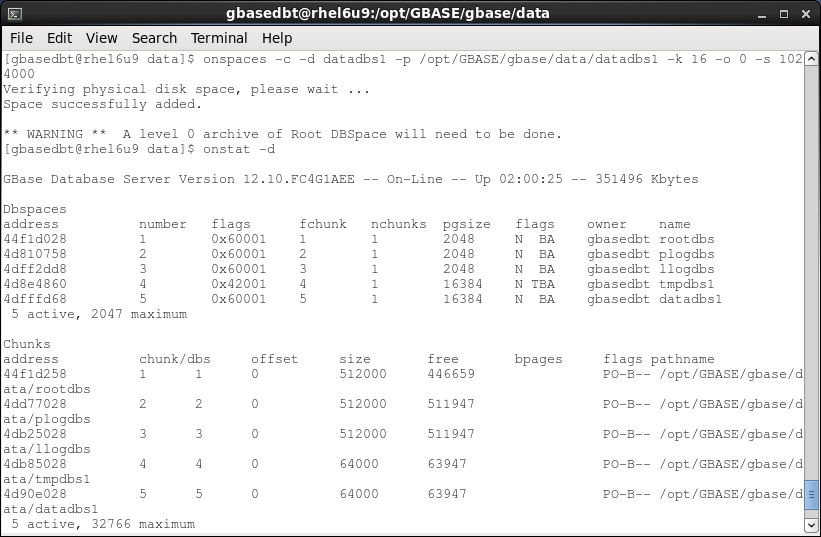 gbasedbt@rhel6u9:/opt/GBASE/gbase/data
File Edit View Search Terminal Help
[gbasedbt@rhel6u9 data]$ onspaces -c -d datadbs1 -p /opt/GBASE/gbase/data/datadbs1 -k 16 -o 0 -s 102
4000
Verifying physical disk space, please wait ...
Space successfully added.
** WARNING ** A level 0 archive of Root DBSpace will need to be done.
[gbasedbt@rhel6u9 data]$ onstat -d
GBase Database Server Version 12.10.FC4G1AEE -- On-Line -- Up 02:00:25 -- 351496 Kbytes
Dbspaces
address number flags fchunk nchunks pgsize flags owner name
44f1d028 1 0x60001 1 1 2048 N BA gbasedbt rootdbs
4d810758 2 0x60001 2 1 2048 N BA gbasedbt plogdbs
4dff2dd8 3 0x60001 3 1 2048 N BA gbasedbt llogdbs
4d8e4860 4 0x42001 4 1 16384 N TBA gbasedbt tmpdbs1
4dfffd68 5 0x60001 5 1 16384 N BA gbasedbt datadbs1
5 active, 2047 maximum
Chunks
address chunk/dbs offset size free bpages flags pathname
44f1d258 1 1 0 512000 446659 PO-B-- /opt/GBASE/gbase/d
ata/rootdbs
4dd77028 2 2 0 512000 511947 PO-B-- /opt/GBASE/gbase/d
ata/plogdbs
4db25028 3 3 0 512000 511947 PO-B-- /opt/GBASE/gbase/d
ata/llogdbs
4db85028 4 4 0 64000 63947 PO-B-- /opt/GBASE/gbase/d
ata/tmpdbs1
4d90e028 5 5 0 64000 63947 PO-B-- /opt/GBASE/gbase/d
ata/datadbs1
5 active, 32766 maximum